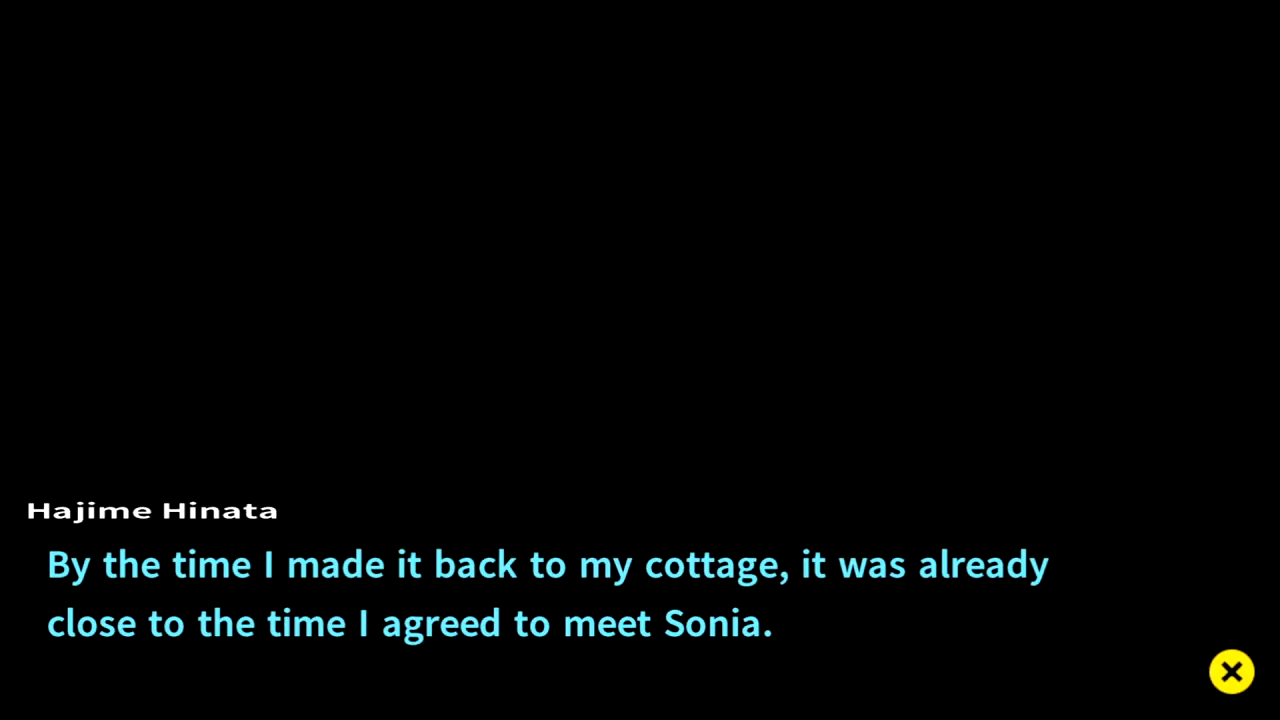 Hajime Hinata
By the time I made it back to my cottage, it was already
close to the time I agreed to meet Sonia.